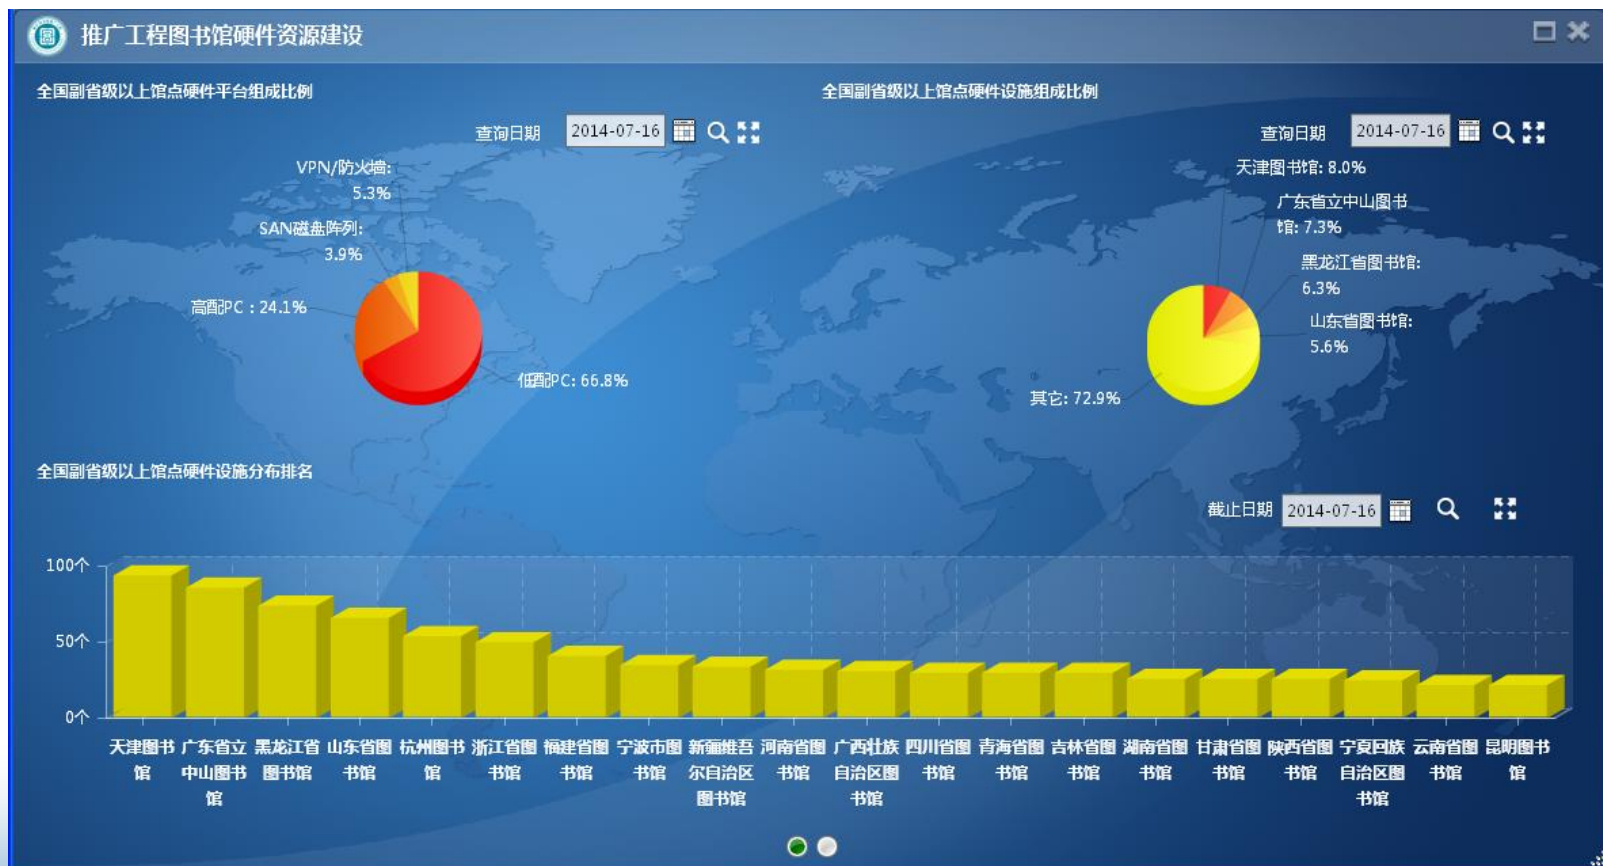 推广工程图书馆硬件资源建设
全国副省级以上馆点硬件平台组成比例
查询日期 2014-07-16
VPN/防火墙:
5.3%
SAN磁盘阵列:
3.9%
高配PC : 24.1%
低配PC: 66.8%
全国副省级以上馆点硬件设施组成比例
查询日期 2014-07-16
天津图书馆: 8.0%
广东省立中山图书
馆: 7.3%
黑龙江省图书馆:
6.3%
山东省图书馆:
5.6%
其它: 72.9%
全国副省级以上馆点硬件设施分布排名
截止日期 2014-07-16
100个
50个
0个
天津图书
馆
广东省立
中山图书
馆
黑龙江省
图书馆
山东省图
书馆
杭州图书
馆
浙江省图
书馆
福建省图
书馆
宁波市图
书馆
新疆维吾
尔自治区
图书馆
河南省图
书馆
广西壮族
自治区图
书馆
四川省图
书馆
青海省图
书馆
吉林省图
书馆
湖南省图
书馆
甘肃省图
书馆
陕西省图
书馆
宁夏回族
自治区图
书馆
云南省图
书馆
昆明图书
馆